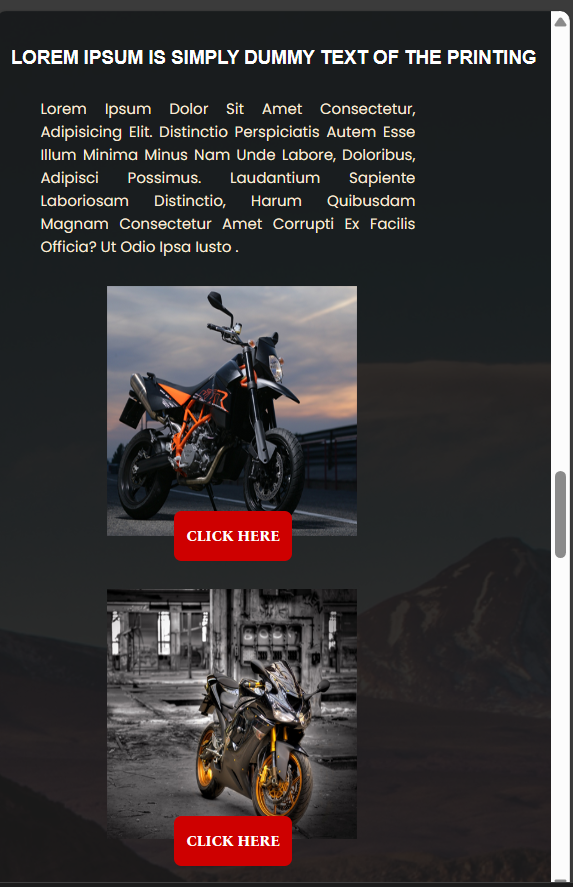 LOREM IPSUM IS SIMPLY DUMMY TEXT OF THE PRINTING
Lorem Ipsum Dolor Sit Amet Consectetur,
Adipisicing Elit. Distinctio Perspiciatis Autem Esse
Illum Minima Minus Nam Unde Labore, Doloribus,
Adipisci Possimus. Laudantium Sapiente
Laboriosam Distinctio, Harum Quibusdam
Magnam Consectetur Amet Corrupti Ex Facilis
Officia? Ut Odio Ipsa Iusto .
CLICK HERE
CLICK HERE